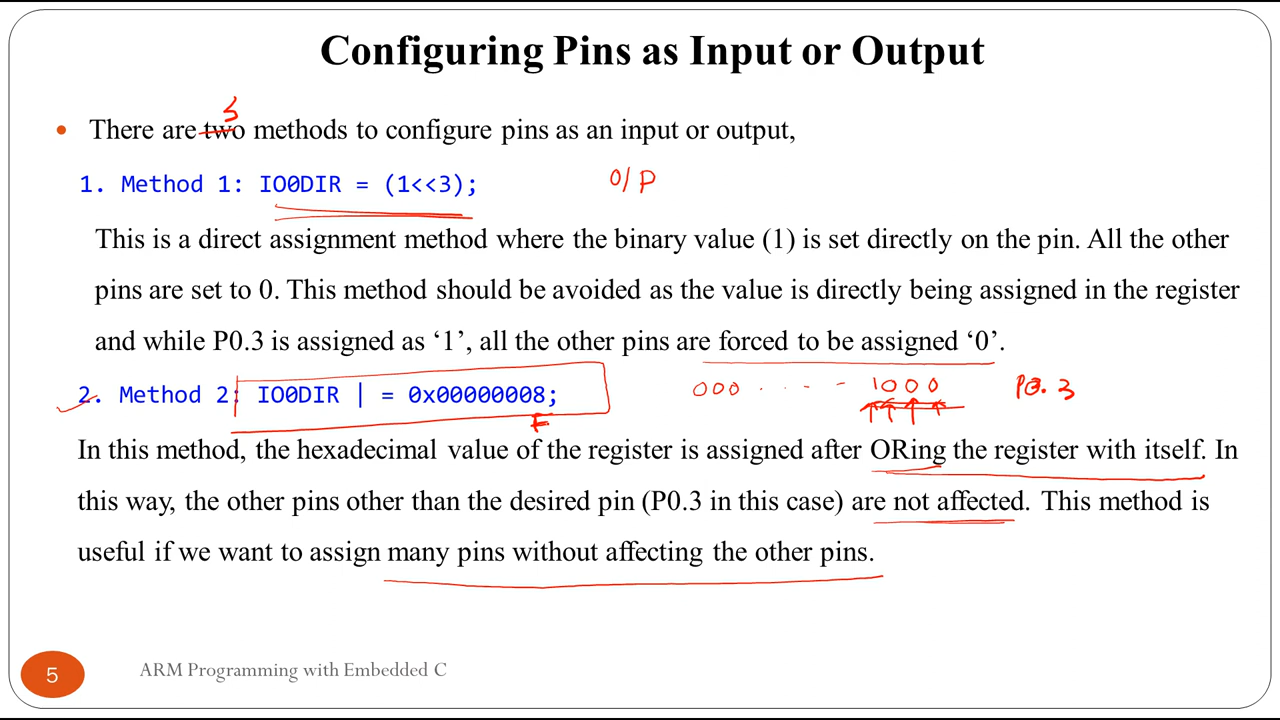 Configuring Pins as Input or Output
3
• There are two methods to configure pins as an input or output,
1. Method 1: IO0DIR = (1<<3); O/P
This is a direct assignment method where the binary value (1) is set directly on the pin. All the other
pins are set to 0. This method should be avoided as the value is directly being assigned in the register
and while P0.3 is assigned as ‘1’, all the other pins are forced to be assigned ‘0’.
2. Method 2: IO0DIR | = 0x00000008; 000 . . . - 1000 P0.3
F
In this method, the hexadecimal value of the register is assigned after ORing the register with itself. In
this way, the other pins other than the desired pin (P0.3 in this case) are not affected. This method is
useful if we want to assign many pins without affecting the other pins.
5 ARM Programming with Embedded C